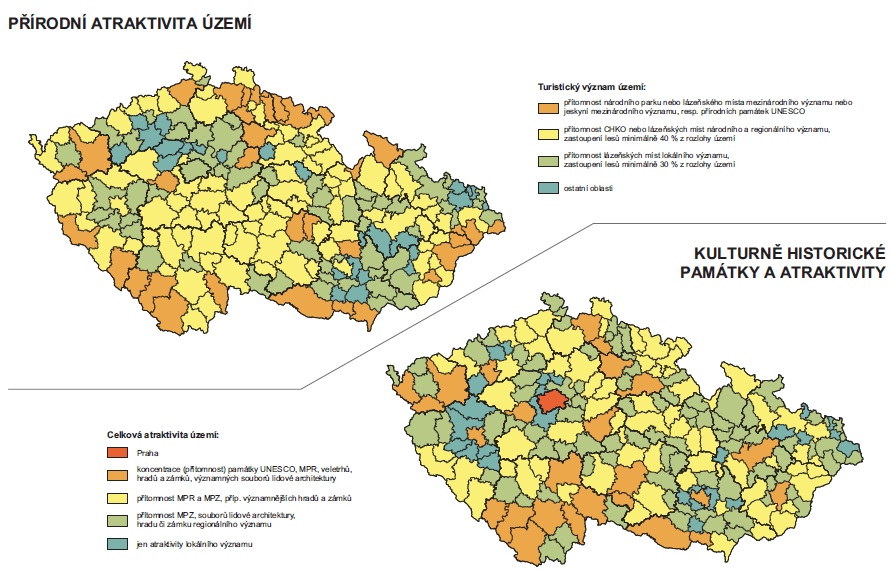 PŘÍRODNÍ ATRAKTIVITA ÚZEMÍ
Turistický význam území:
přítomnost národního parku nebo lázeňského místa mezinárodního významu nebo
jeskyní mezinárodního významu, resp. přírodních památek UNESCO
přítomnost CHKO nebo lázeňských míst národního a regionálního významu,
zastoupení lesů minimálně 40 % z rozlohy území
přítomnost lázeňských míst lokálního významu,
zastoupení lesů minimálně 30 % z rozlohy území
ostatní oblasti
KULTURNĚ HISTORICKÉ
PAMÁTKY A ATRAKTIVITY
Celková atraktivita území:
Praha
koncentrace (přítomnost) památky UNESCO, MPR, veletrhů,
hradů a zámků, významných souborů lidové architektury
přítomnost MPR a MPZ, příp. významnějších hradů a zámků
přítomnost MPZ, souborů lidové architektury,
hradu či zámku regionálního významu
jen atraktivity lokálního významu